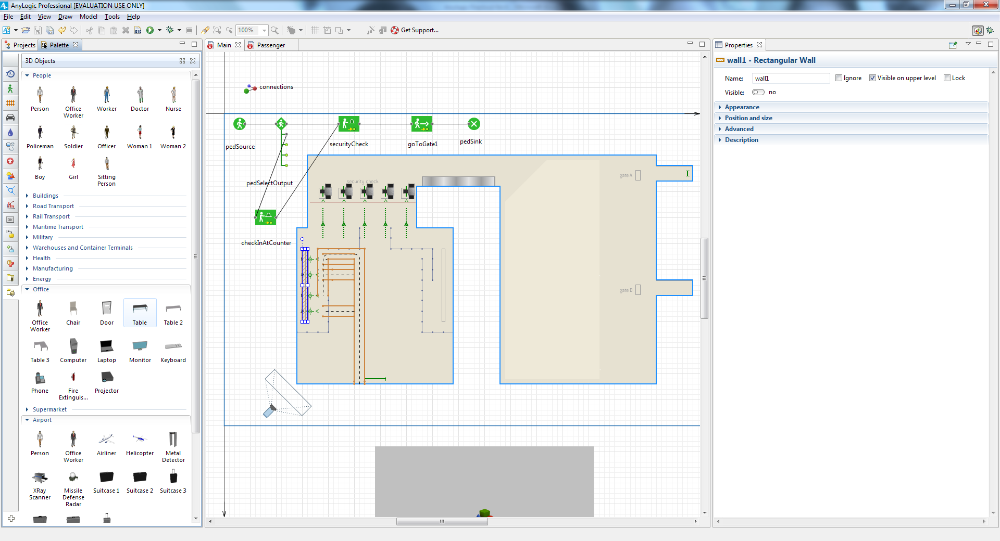 AnyLogic Professional [EVALUATION USE ONLY]
File Edit View Draw Model Tools Help
100% Get Support...
Projects Palette
3D Objects
People
Person
Office Worker
Worker
Doctor
Nurse
Policeman
Soldier
Officer
Woman 1
Woman 2
Boy
Girl
Sitting Person
Buildings
Road Transport
Rail Transport
Maritime Transport
Military
Warehouses and Container Terminals
Health
Manufacturing
Energy
Office
Office Worker
Chair
Door
Table
Table 2
Table 3
Computer
Laptop
Monitor
Keyboard
Phone
Fire Extinguis...
Projector
Supermarket
Airport
Person
Office Worker
Airliner
Helicopter
Metal Detector
XRay Scanner
Missile Defense Radar
Suitcase 1
Suitcase 2
Suitcase 3
Main Passenger
connections
pedSource
securityCheck
goToGate1
pedSink
pedSelectOutput
checkInAtCounter
security check
gate A
gate B
Properties
wall1 - Rectangular Wall
Name: wall1 Ignore Visible on upper level Lock
Visible: no
Appearance
Position and size
Advanced
Description